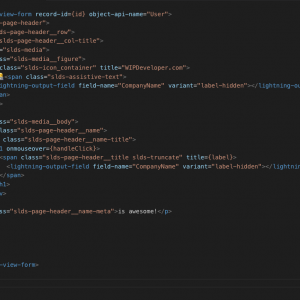 view-form record-id={id} object-api-name="User">
page-header">
lds-page-header__row">
slds-page-header__col-title">
"slds-media">
="slds-media__figure">
class="slds-icon_container" title="WIPDeveloper.com">
<span class="slds-assistive-text">
ightning-output-field field-name="CompanyName" variant="label-hidden"></lightning-ou
pan>
>
="slds-media__body">
="slds-page-header__name">
class="slds-page-header__name-title">
1 onmouseover={handleClick}>
<span class="slds-page-header__title slds-truncate" title={label}>
<lightning-output-field field-name="CompanyName" variant="label-hidden"></lightnin
</span>
h1>
v>
lass="slds-page-header__name-meta">is awesome!</p>
-view-form>